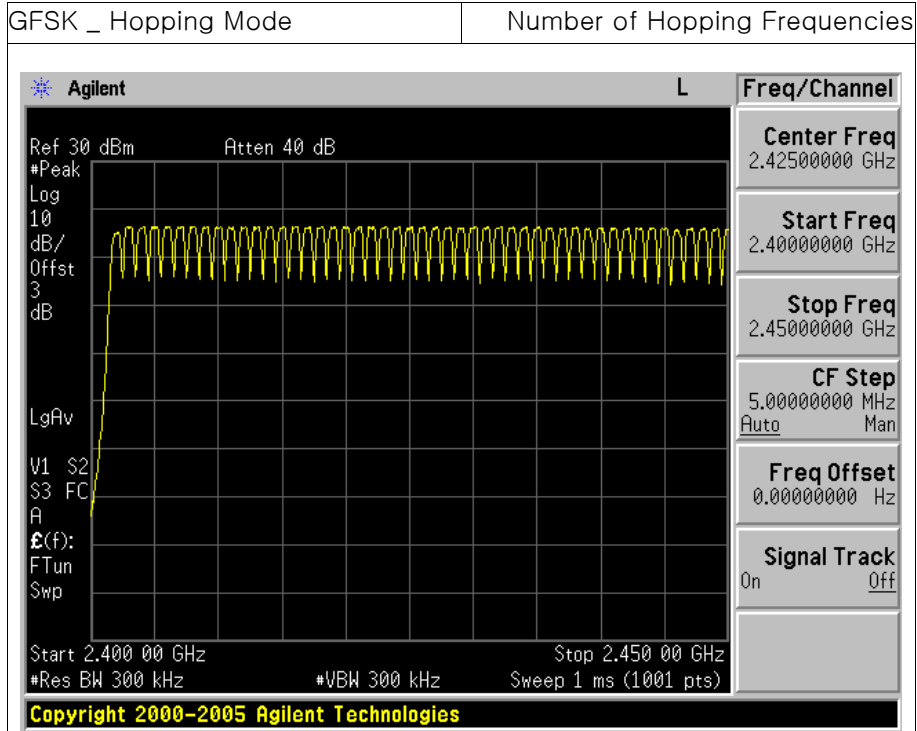 GFSK _ Hopping Mode
Number of Hopping Frequencies
Agilent
L
Freq/Channel
Ref 30 dBm
Atten 40 dB
#Peak
Log
10
dB/
Offst
3
dB
LgAv
V1 S2
S3 FC
A
£(f):
FTun
Swp
Start 2.400 00 GHz
Stop 2.450 00 GHz
#Res BW 300 kHz
#VBW 300 kHz
Sweep 1 ms (1001 pts)
Center Freq
2.42500000 GHz
Start Freq
2.40000000 GHz
Stop Freq
2.45000000 GHz
CF Step
5.00000000 MHz
Auto Man
Freq Offset
0.00000000 Hz
Signal Track
On Off
Copyright 2000-2005 Agilent Technologies